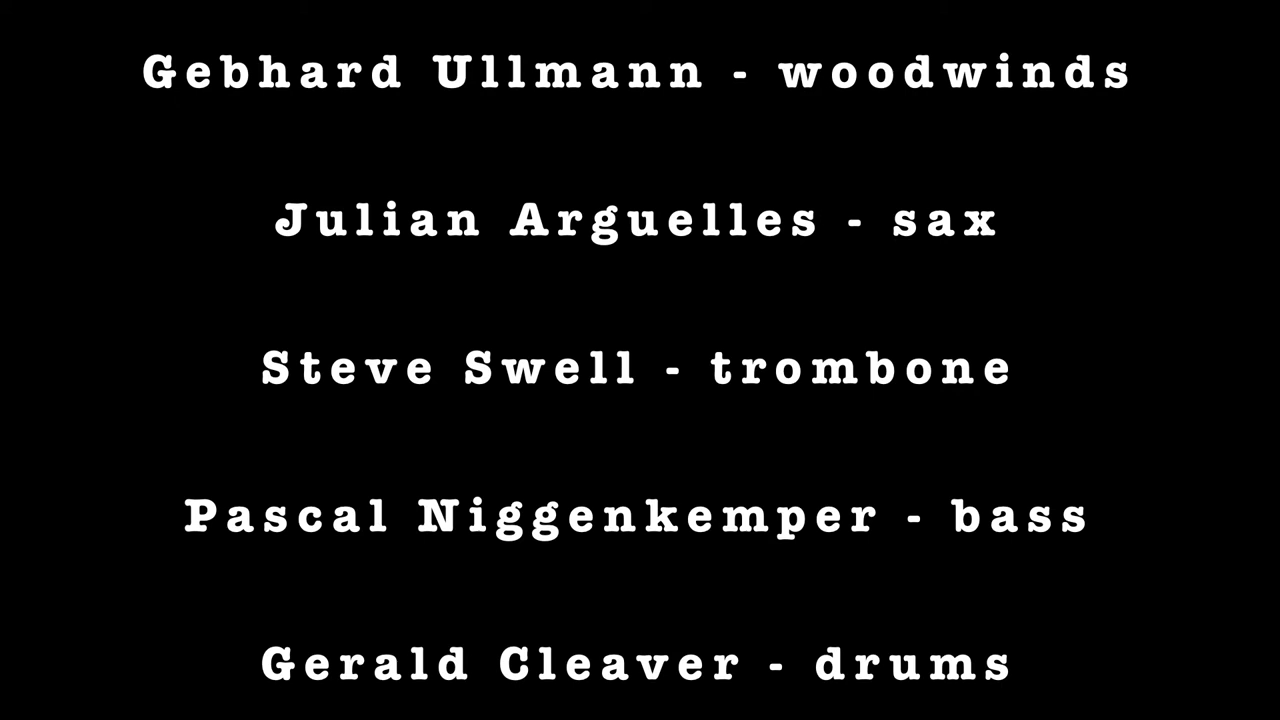 Gebhard Ullmann - woodwinds
Julian Arguelles - sax
Steve Swell - trombone
Pascal Niggenkemper - bass
Gerald Cleaver - drums